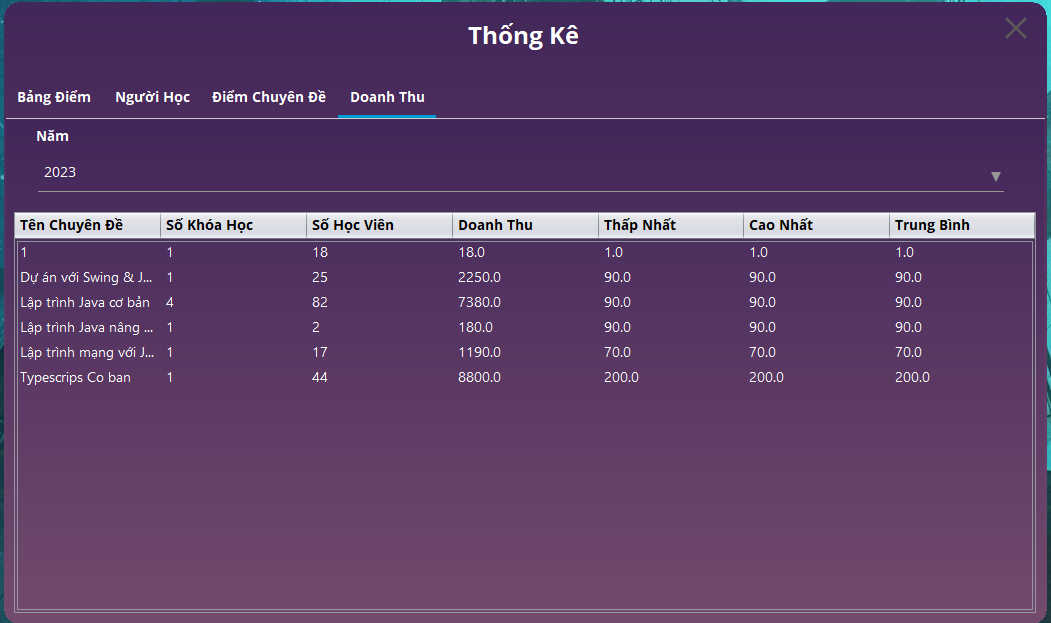 Thống Kê
Bảng Điểm Người Học Điểm Chuyên Đề Doanh Thu
Năm
2023
Tên Chuyên Đề Số Khóa Học Số Học Viên Doanh Thu Thấp Nhất Cao Nhất Trung Bình
1 1 18 18.0 1.0 1.0 1.0
Dự án với Swing & J... 1 25 2250.0 90.0 90.0 90.0
Lập trình Java cơ bản 4 82 7380.0 90.0 90.0 90.0
Lập trình Java nâng ... 1 2 180.0 90.0 90.0 90.0
Lập trình mạng với J... 1 17 1190.0 70.0 70.0 70.0
Typescrips Co ban 1 44 8800.0 200.0 200.0 200.0